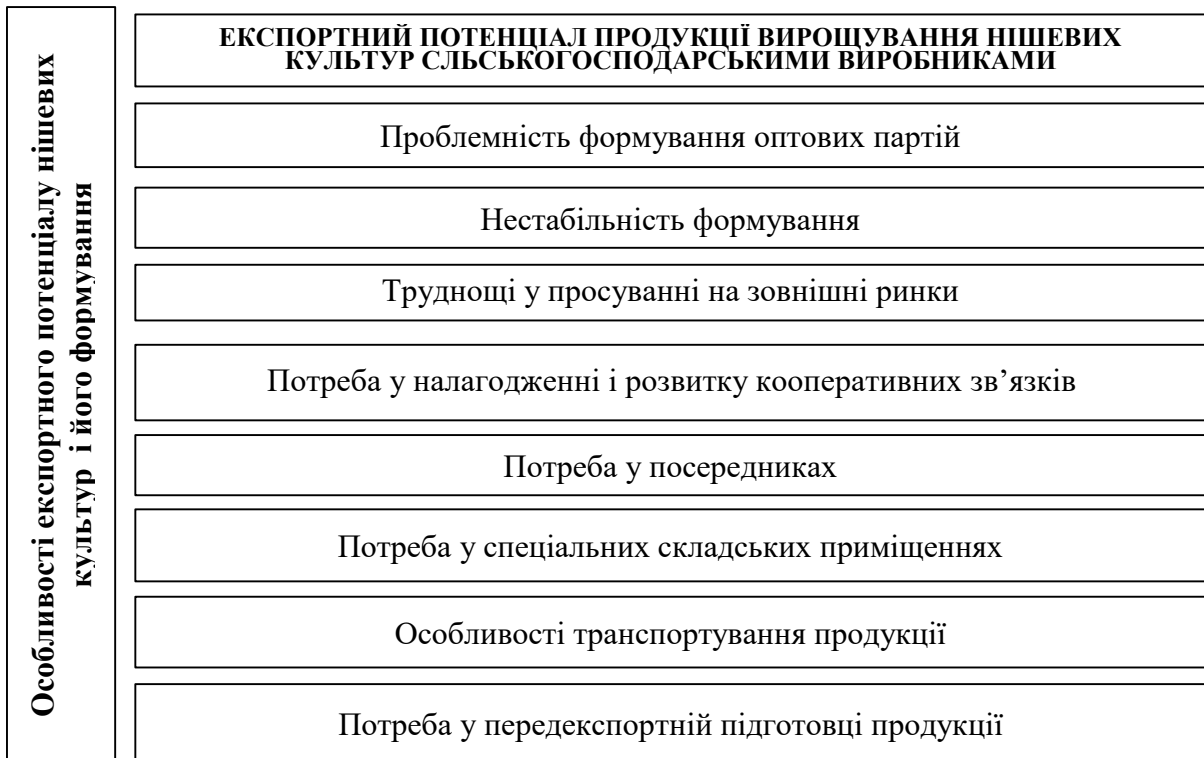 Особливості експортного потенціалу нішевих
культур і його формування
ЕКСПОРТНИЙ ПОТЕНЦІАЛ ПРОДУКЦІЇ ВИРОЩУВАННЯ НІШЕВИХ
КУЛЬТУР СЛЬСЬКОГОСПОДАРСЬКИМИ ВИРОБНИКАМИ
Проблемність формування оптових партій
Нестабільність формування
Труднощі у просуванні на зовнішні ринки
Потреба у налагодженні і розвитку кооперативних зв’язків
Потреба у посередниках
Потреба у спеціальних складських приміщеннях
Особливості транспортування продукції
Потреба у передекспортній підготовці продукції